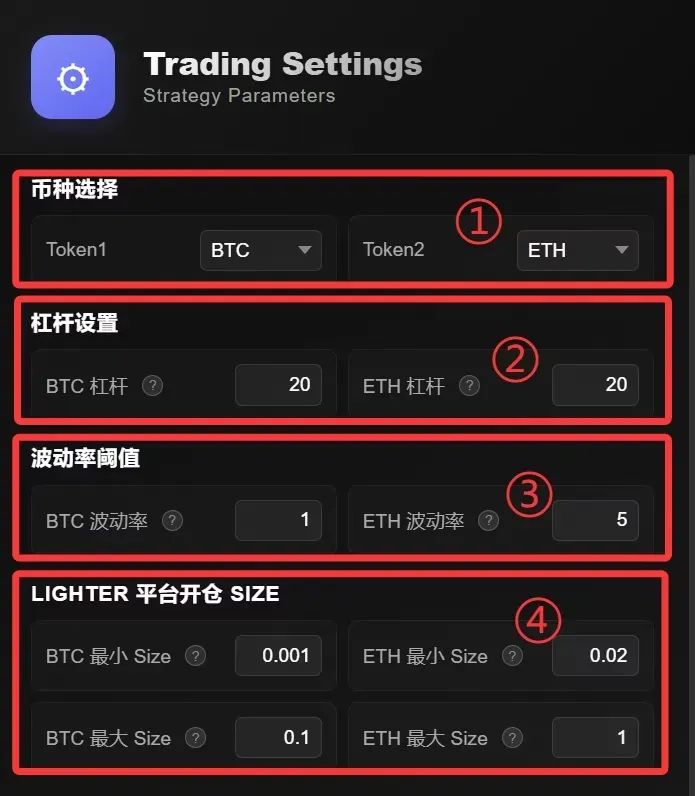 Trading Settings
Strategy Parameters
币种选择
①
Token1 BTC Token2 ETH
杠杆设置
②
BTC 杠杆 ? 20 ETH 杠杆 ? 20
波动率阈值
③
BTC 波动率 ? 1 ETH 波动率 ? 5
LIGHTER 平台开仓 SIZE
④
BTC 最小 Size ? 0.001 ETH 最小 Size ? 0.02
BTC 最大 Size ? 0.1 ETH 最大 Size ? 1